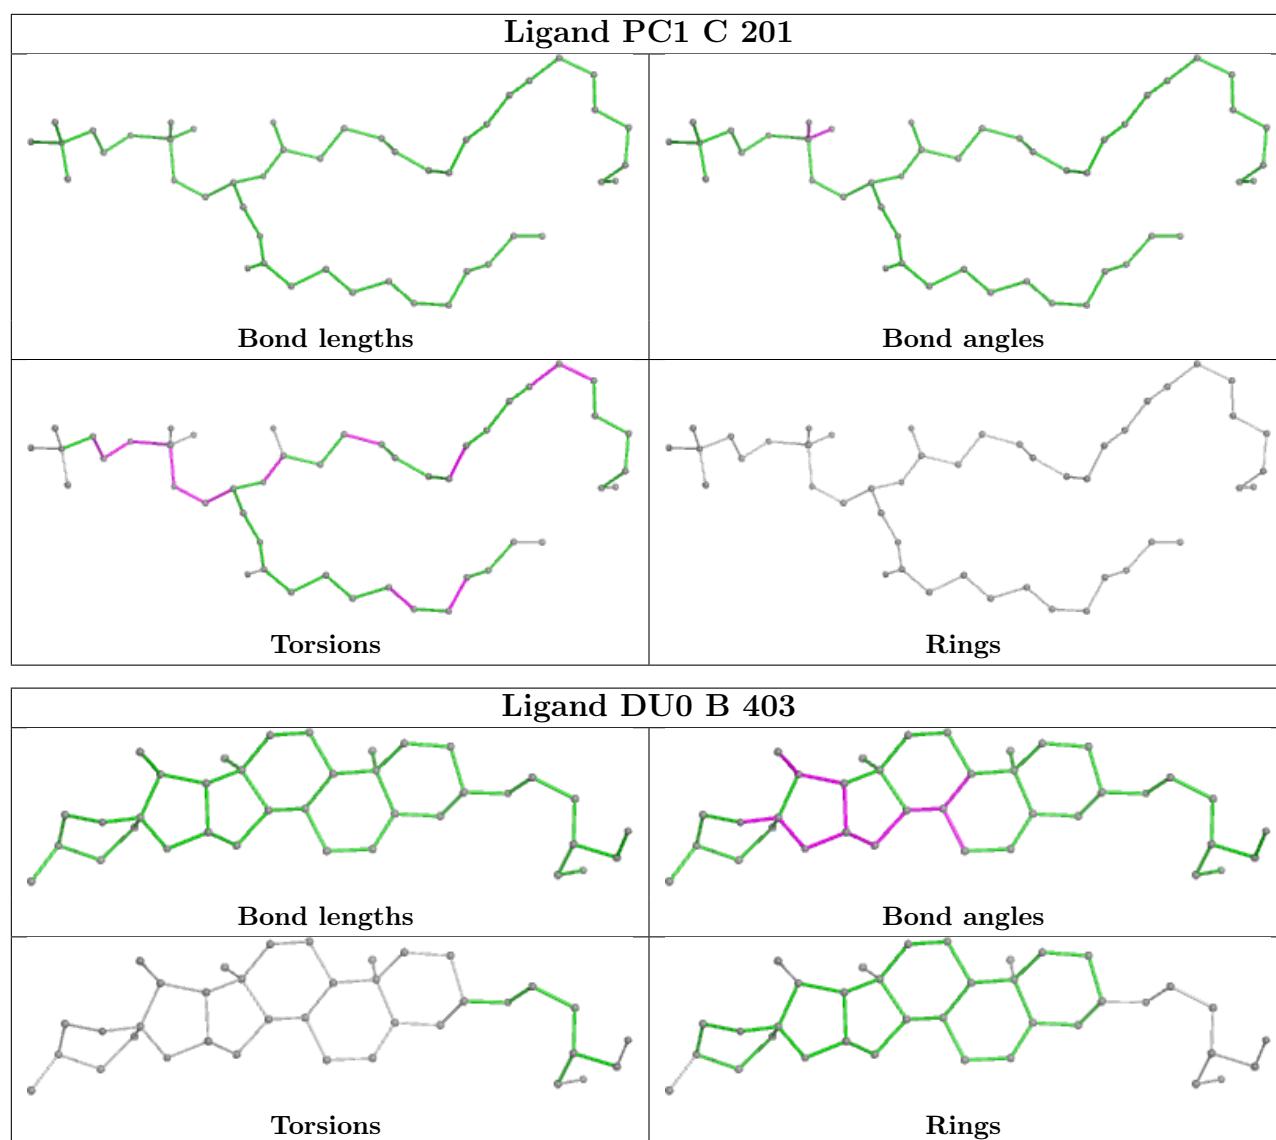 Ligand PC1 C 201
Bond lengths
Bond angles
Torsions
Rings
Ligand DU0 B 403
Bond lengths
Bond angles
Torsions
Rings